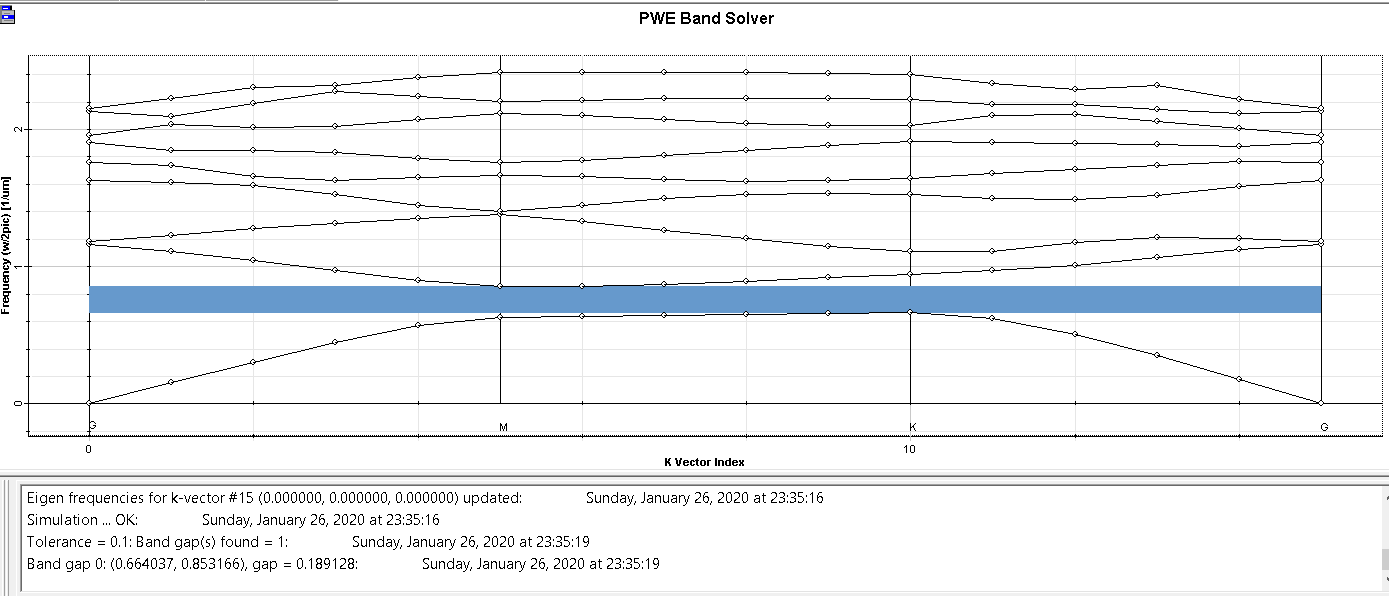 PWE Band Solver
Frequency (w/2pic) [1/um]
2
1
0
G
M
K
G
0
10
K Vector Index
Eigen frequencies for k-vector #15 (0.000000, 0.000000, 0.000000) updated: Sunday, January 26, 2020 at 23:35:16
Simulation ... OK: Sunday, January 26, 2020 at 23:35:16
Tolerance = 0.1: Band gap(s) found = 1: Sunday, January 26, 2020 at 23:35:19
Band gap 0: (0.664037, 0.853166), gap = 0.189128: Sunday, January 26, 2020 at 23:35:19